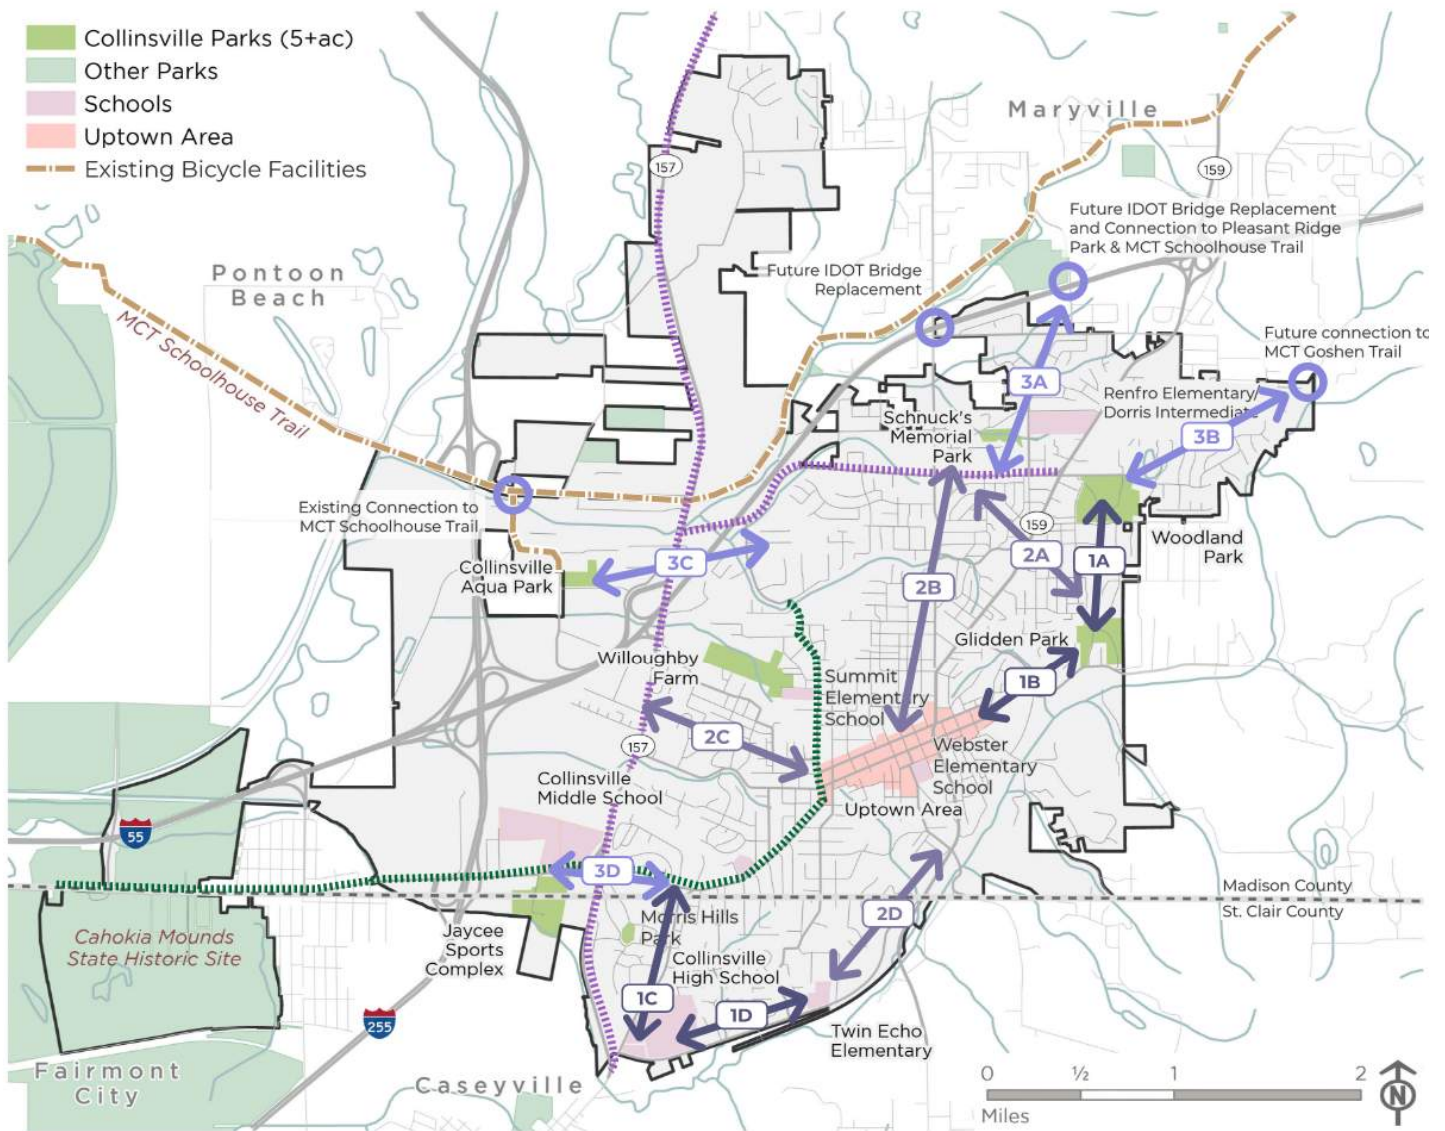 Collinsville Parks (5+ac)
Other Parks
Schools
Uptown Area
Existing Bicycle Facilities
Maryville
157
159
Future IDOT Bridge Replacement
and Connection to Pleasant Ridge
Park & MCT Schoolhouse Trail
Pontoon
Beach
Future IDOT Bridge
Replacement
MCT Schoolhouse Trail
Future connection to
MCT Goshen Trail
3A
Renfro Elementary/
Dorris Intermediate
Schnuck's
Memorial
Park
3B
Existing Connection to
MCT Schoolhouse Trail
159
Woodland
Park
Collinsville
Aqua Park
3C
2A
1A
2B
Glidden Park
Willoughby
Farm
Summit
Elementary
School
1B
2C
157
Webster
Elementary
School
Collinsville
Middle School
Uptown Area
55
3D
Madison County
St. Clair County
Cahokia Mounds
State Historic Site
Jaycee
Sports
Complex
Morris Hills
Park
2D
Collinsville
High School
1C
1D
255
Twin Echo
Elementary
Fairmont
City
Caseyville
0 ½ 1 2
Miles
N